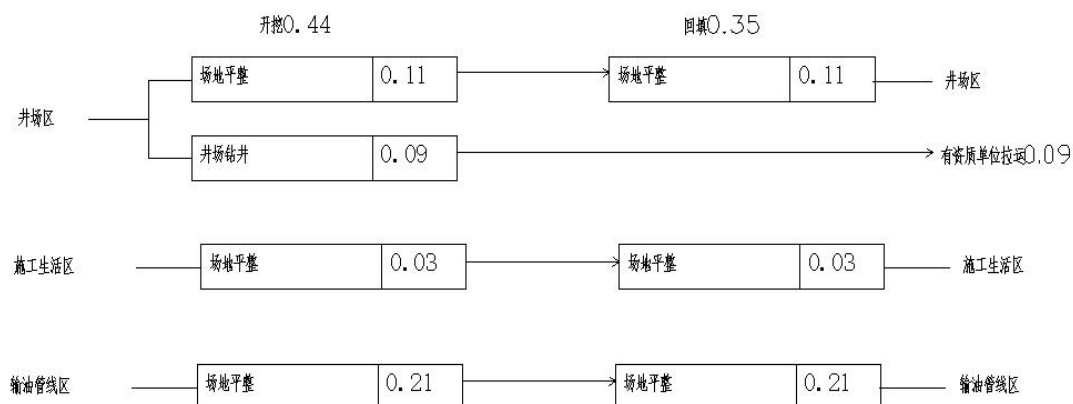 开挖0.44 回填0.35
场地平整 0.11 场地平整 0.11 井场区
井场区
井场钻井 0.09 有资质单位拉运0.09
施工生活区 场地平整 0.03 场地平整 0.03 施工生活区
输油管线区 场地平整 0.21 场地平整 0.21 输油管线区